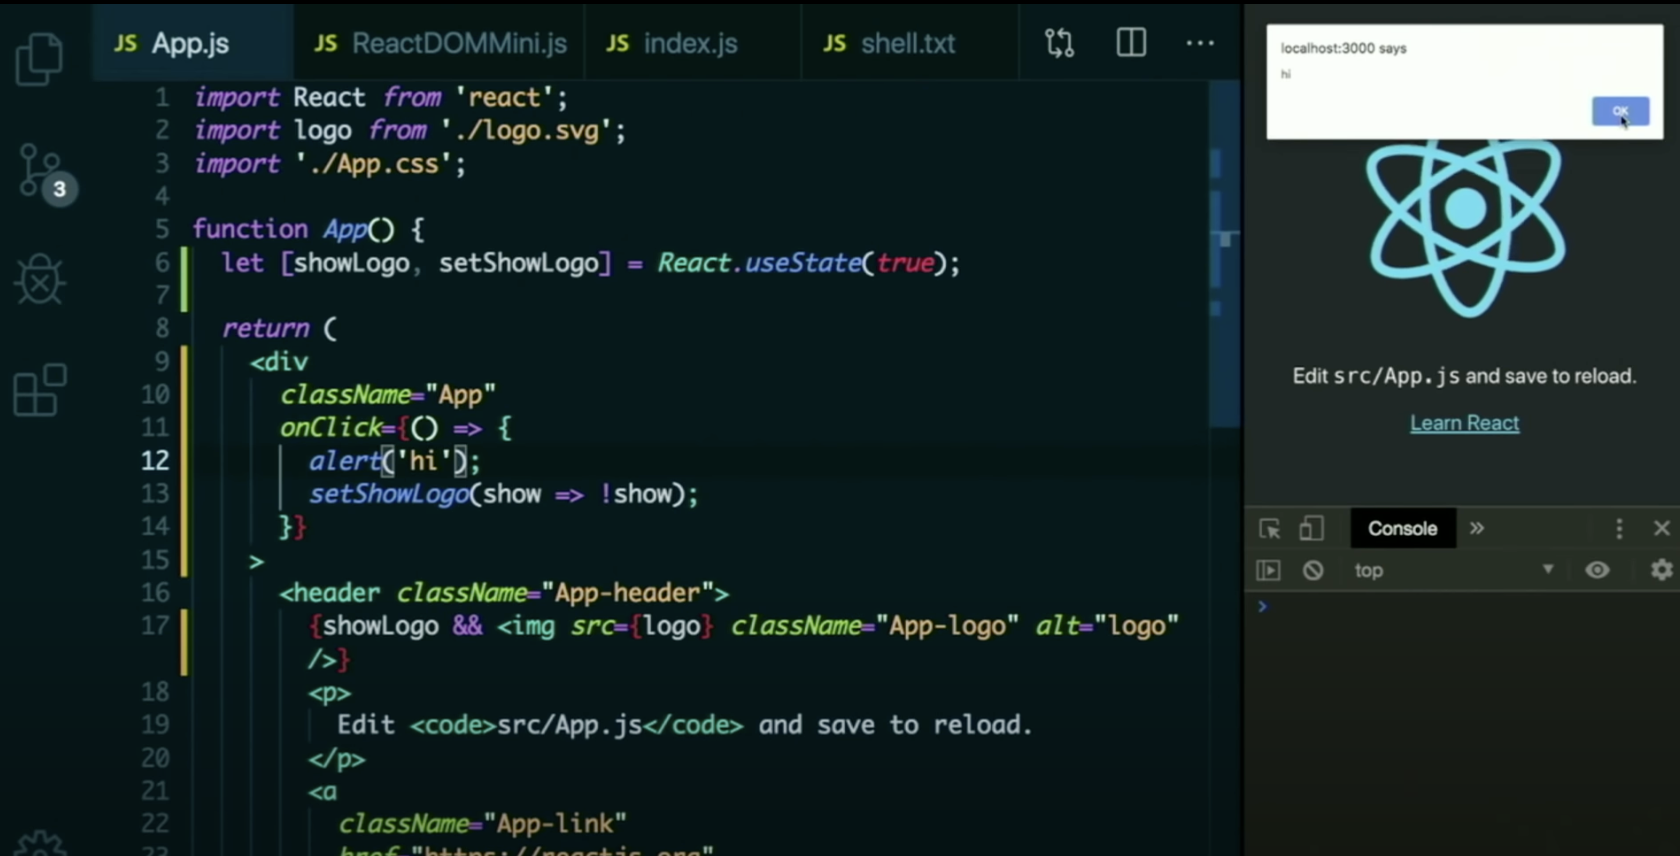 JS App.js
JS ReactDOMMini.js
JS index.js
JS shell.txt
3
1 import React from 'react';
2 import logo from './logo.svg';
3 import './App.css';
4
5 function App() {
6 let [showLogo, setShowLogo] = React.useState(true);
7
8 return (
9 <div
10 className="App"
11 onClick={() => {
12 alert('hi');
13 setShowLogo(show => !show);
14 }}
15 >
16 <header className="App-header">
17 {showLogo && <img src={logo} className="App-logo" alt="logo"
/>}
18 <p>
19 Edit <code>src/App.js</code> and save to reload.
20 </p>
21 <a
22 className="App-link"
23 href="https://reactjs.org"
localhost:3000 says
hi
OK
Edit src/App.js and save to reload.
Learn React
Console
top